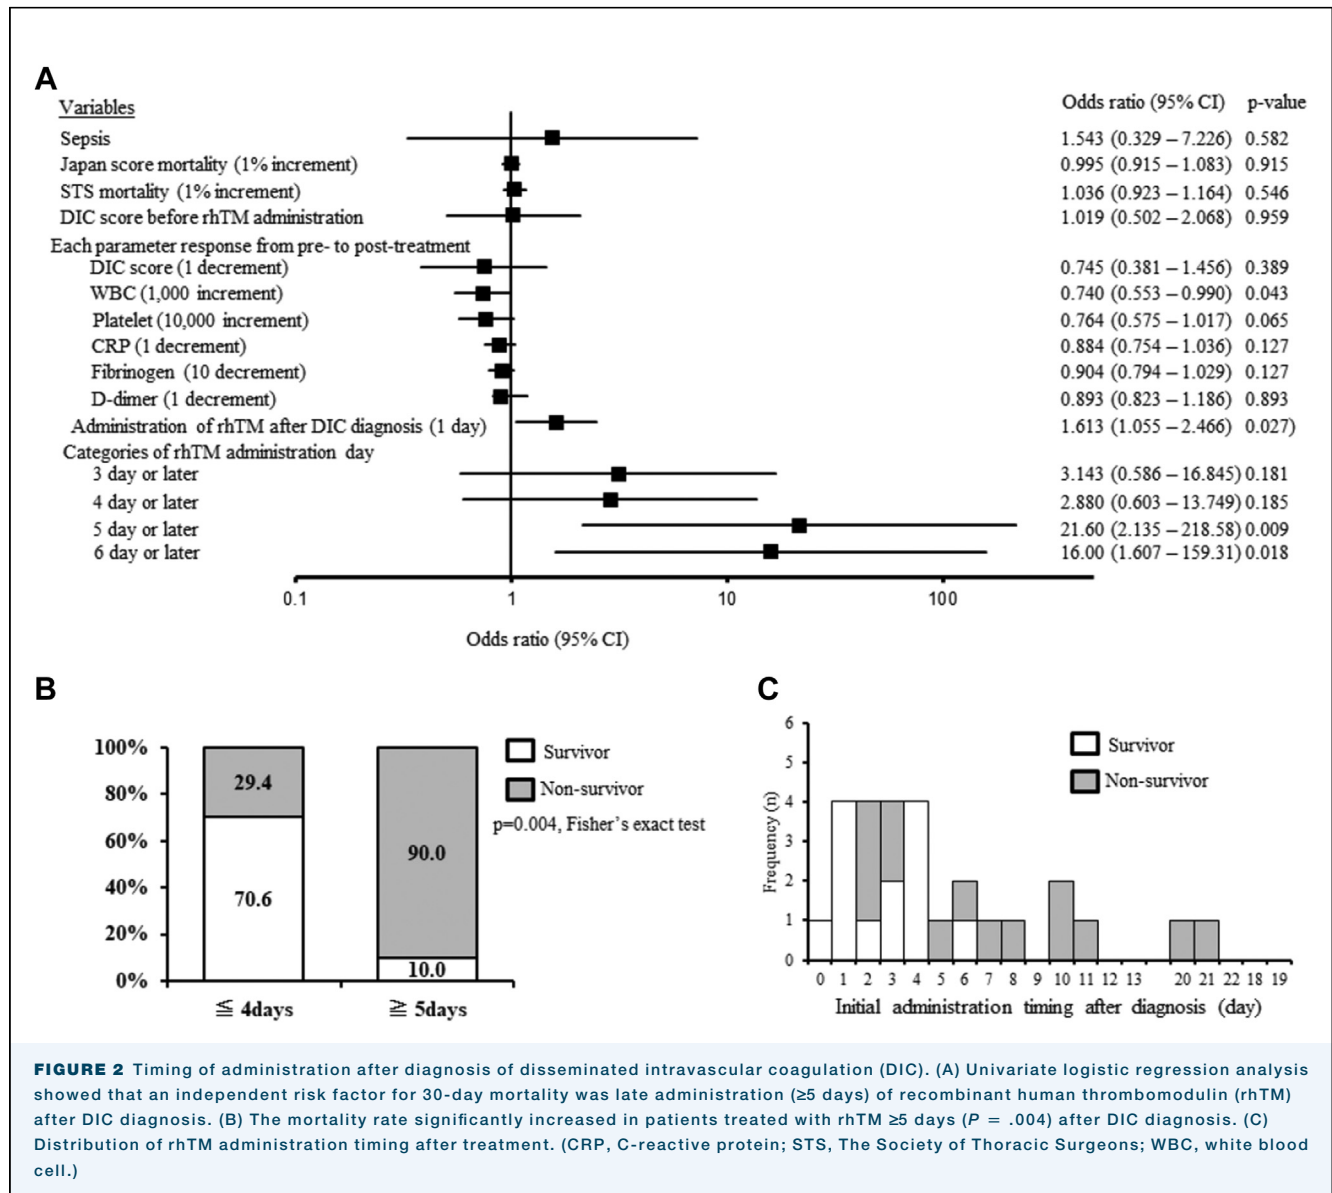 A
Variables
Odds ratio (95% CI) p-value
Sepsis 1.543 (0.329 – 7.226) 0.582
Japan score mortality (1% increment) 0.995 (0.915 – 1.083) 0.915
STS mortality (1% increment) 1.036 (0.923 – 1.164) 0.546
DIC score before rhTM administration 1.019 (0.502 – 2.068) 0.959
Each parameter response from pre- to post-treatment
DIC score (1 decrement) 0.745 (0.381 – 1.456) 0.389
WBC (1,000 increment) 0.740 (0.553 – 0.990) 0.043
Platelet (10,000 increment) 0.764 (0.575 – 1.017) 0.065
CRP (1 decrement) 0.884 (0.754 – 1.036) 0.127
Fibrinogen (10 decrement) 0.904 (0.794 – 1.029) 0.127
D-dimer (1 decrement) 0.893 (0.823 – 1.186) 0.893
Administration of rhTM after DIC diagnosis (1 day) 1.613 (1.055 – 2.466) 0.027)
Categories of rhTM administration day
3 day or later 3.143 (0.586 – 16.845) 0.181
4 day or later 2.880 (0.603 – 13.749) 0.185
5 day or later 21.60 (2.135 – 218.58) 0.009
6 day or later 16.00 (1.607 – 159.31) 0.018
0.1 1 10 100
Odds ratio (95% CI)
B
100%
80%
60%
40%
20%
0%
29.4
70.6
90.0
10.0
≦ 4days ≧ 5days
Survivor
Non-survivor
p=0.004, Fisher's exact test
C
Frequency (n)
6
5
4
3
2
1
0
Survivor
Non-survivor
0 1 2 3 4 5 6 7 8 9 10 11 12 13 20 21 22 18 19
Initial administration timing after diagnosis (day)
FIGURE 2 Timing of administration after diagnosis of disseminated intravascular coagulation (DIC). (A) Univariate logistic regression analysis
showed that an independent risk factor for 30-day mortality was late administration (≥5 days) of recombinant human thrombomodulin (rhTM)
after DIC diagnosis. (B) The mortality rate significantly increased in patients treated with rhTM ≥5 days (P = .004) after DIC diagnosis. (C)
Distribution of rhTM administration timing after treatment. (CRP, C-reactive protein; STS, The Society of Thoracic Surgeons; WBC, white blood
cell.)